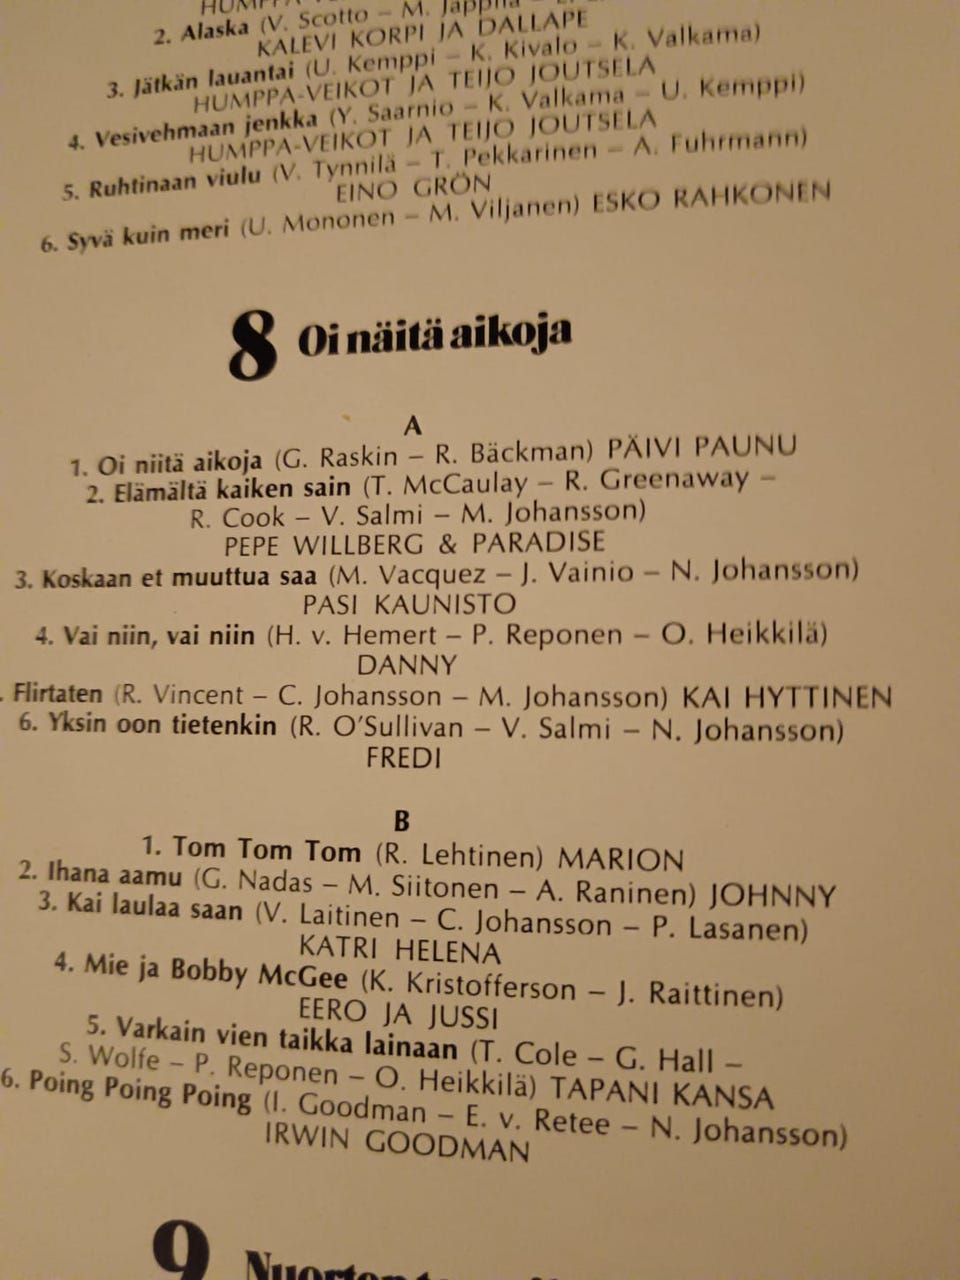 2. Alaska (V. Scotto – M. Jäppilä –
KALEVI KORPI JA DALLAPE
3. Jätkän lauantai (U. Kemppi – K. Kivalo – K. Valkama)
HUMPPA-VEIKOT JA TEIJO JOUTSELA
4. Vesivehmaan jenkka (Y. Saarnio – K. Valkama – U. Kemppi)
HUMPPA-VEIKOT JA TEIJO JOUTSELA
5. Ruhtinaan viulu (V. Tynnilä – T. Pekkarinen – A. Fuhrmann)
EINO GRÖN
6. Syvä kuin meri (U. Mononen – M. Viljanen) ESKO RAHKONEN
8 Oi näitä aikoja
A
1. Oi niitä aikoja (G. Raskin – R. Bäckman) PÄIVI PAUNU
2. Elämältä kaiken sain (T. McCaulay – R. Greenaway –
R. Cook – V. Salmi – M. Johansson)
PEPE WILLBERG & PARADISE
3. Koskaan et muuttua saa (M. Vacquez – J. Vainio – N. Johansson)
PASI KAUNISTO
4. Vai niin, vai niin (H. v. Hemert – P. Reponen – O. Heikkilä)
DANNY
. Flirtaten (R. Vincent – C. Johansson – M. Johansson) KAI HYTTINEN
6. Yksin oon tietenkin (R. O'Sullivan – V. Salmi – N. Johansson)
FREDI
B
1. Tom Tom Tom (R. Lehtinen) MARION
2. Ihana aamu (G. Nadas – M. Siitonen – A. Raninen) JOHNNY
3. Kai laulaa saan (V. Laitinen – C. Johansson – P. Lasanen)
KATRI HELENA
4. Mie ja Bobby McGee (K. Kristofferson – J. Raittinen)
EERO JA JUSSI
5. Varkain vien taikka lainaan (T. Cole – G. Hall –
S. Wolfe – P. Reponen – O. Heikkilä) TAPANI KANSA
6. Poing Poing Poing (I. Goodman – E. v. Retee – N. Johansson)
IRWIN GOODMAN
9 Nuorten